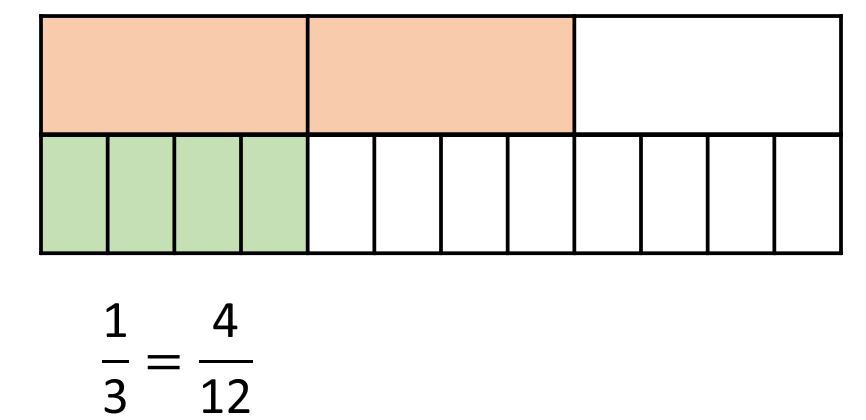 1/3 = 4/12